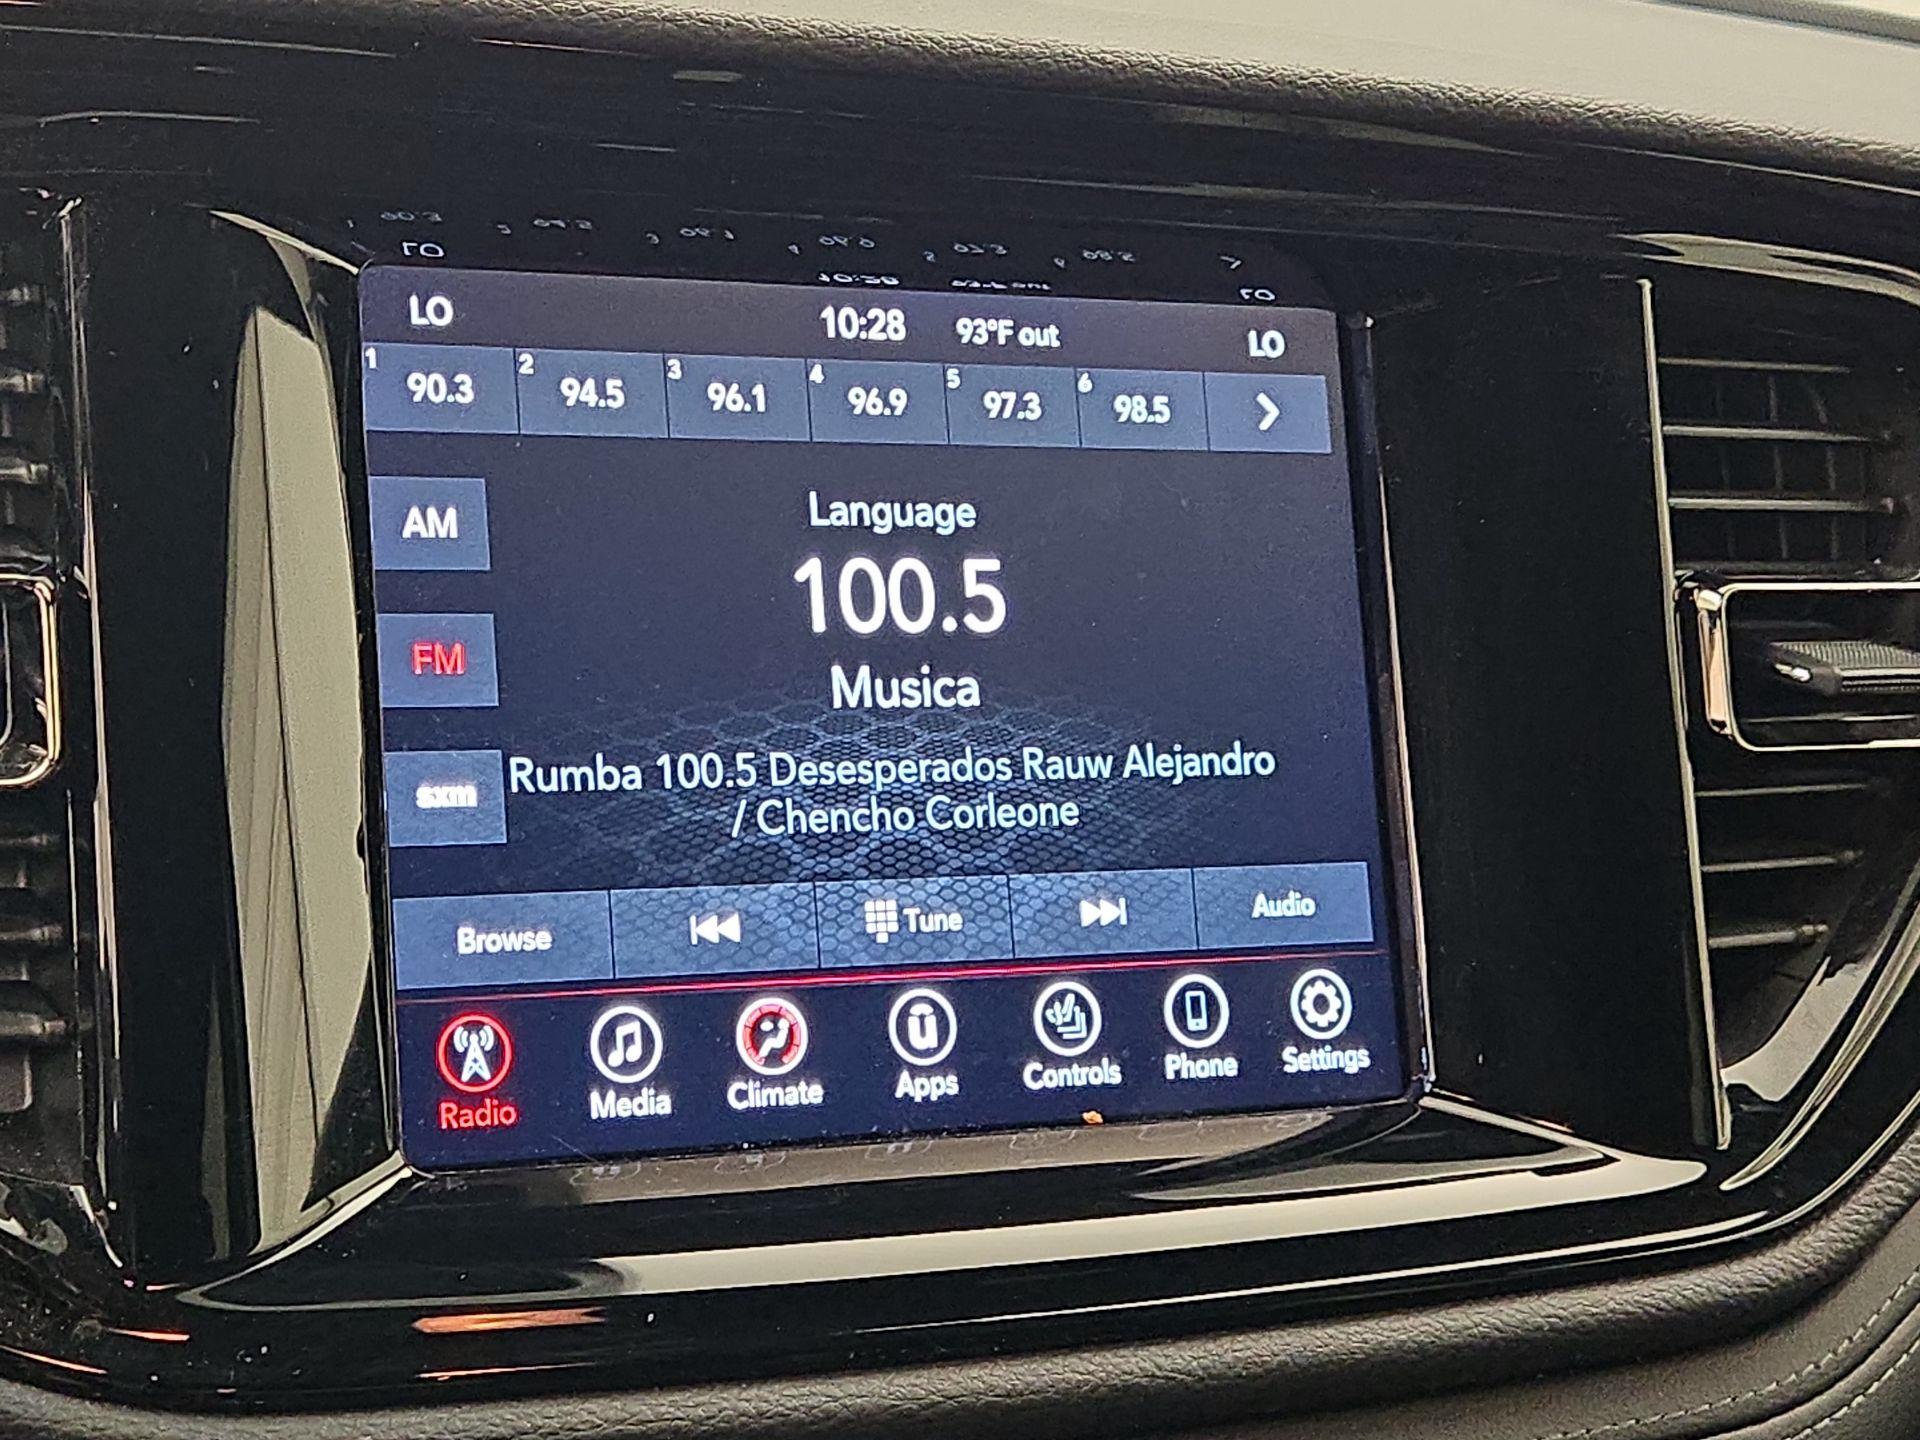 LO 10:28 93°F out LO
1 90.3 2 94.5 3 96.1 4 96.9 5 97.3 6 98.5
AM
Language
100.5
FM
Musica
sxm
Rumba 100.5 Desesperados Rauw Alejandro
/ Chencho Corleone
Browse Tune Audio
Radio Media Climate Apps Controls Phone Settings